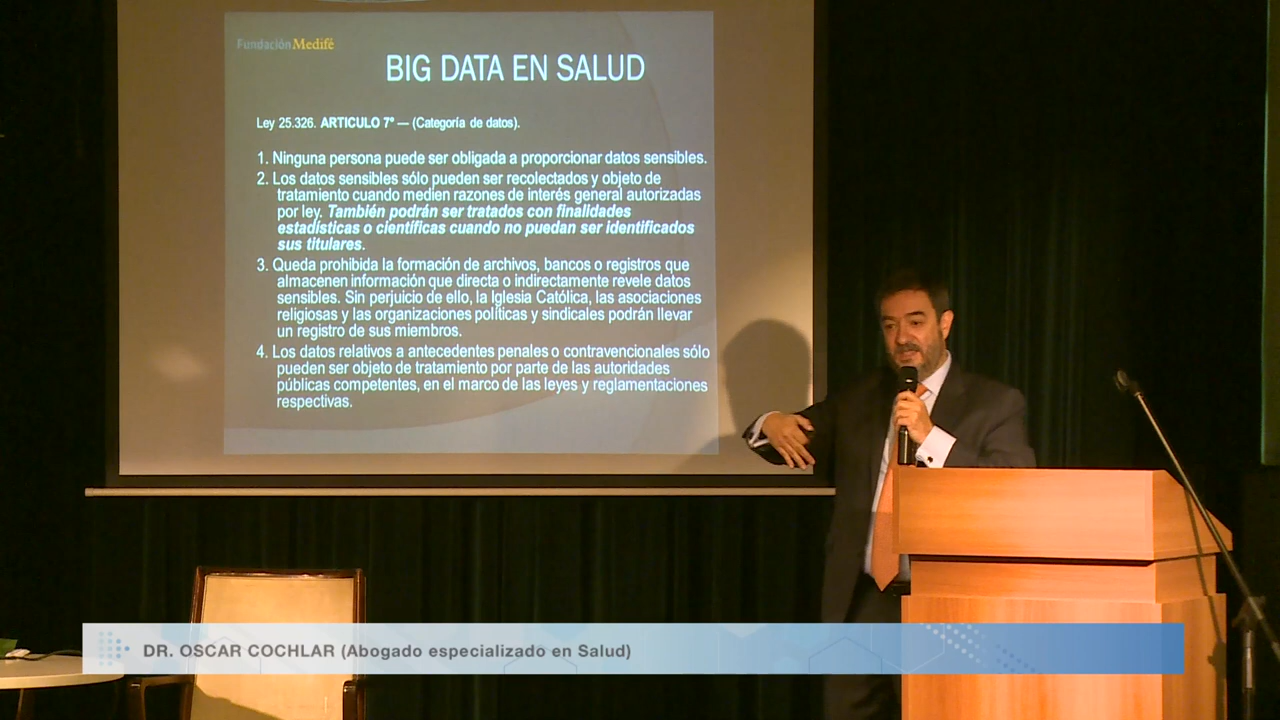 Fundación Medifé
BIG DATA EN SALUD
Ley 25.326. ARTICULO 7° — (Categoría de datos).
1. Ninguna persona puede ser obligada a proporcionar datos sensibles.
2. Los datos sensibles sólo pueden ser recolectados y objeto de
tratamiento cuando medien razones de interés general autorizadas
por ley. También podrán ser tratados con finalidades
estadísticas o científicas cuando no puedan ser identificados
sus titulares.
3. Queda prohibida la formación de archivos, bancos o registros que
almacenen información que directa o indirectamente revele datos
sensibles. Sin perjuicio de ello, la Iglesia Católica, las asociaciones
religiosas y las organizaciones políticas y sindicales podrán llevar
un registro de sus miembros.
4. Los datos relativos a antecedentes penales o contravencionales sólo
pueden ser objeto de tratamiento por parte de las autoridades
públicas competentes, en el marco de las leyes y reglamentaciones
respectivas.
DR. OSCAR COCHLAR (Abogado especializado en Salud)